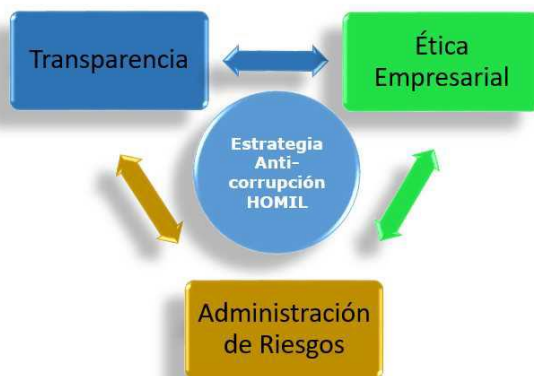 Transparencia
Ética
Empresarial
Estrategia
Anti-
corrupción
HOMIL
Administración
de Riesgos